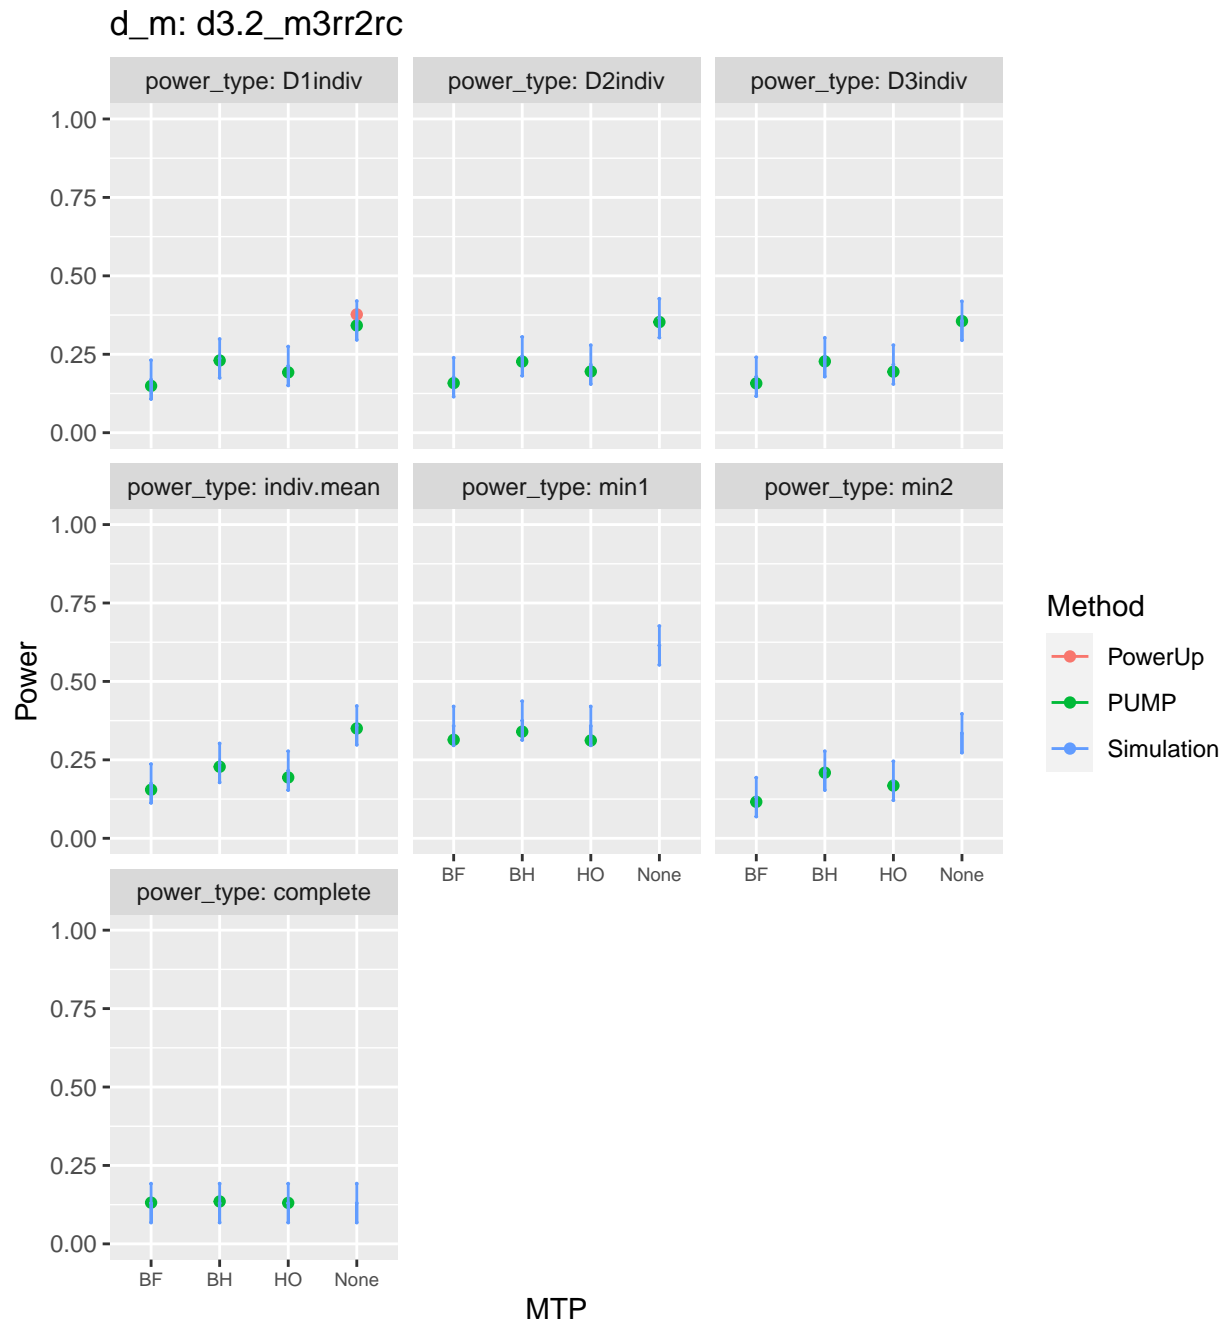 d_m: d3.2_m3rr2rc
power_type: D1indiv
power_type: D2indiv
power_type: D3indiv
1.00
0.75
0.50
0.25
0.00
power_type: indiv.mean
power_type: min1
power_type: min2
1.00
0.75
0.50
0.25
0.00
BF BH HO None
BF BH HO None
power_type: complete
1.00
0.75
0.50
0.25
0.00
BF BH HO None
Power
MTP
Method
PowerUp
PUMP
Simulation